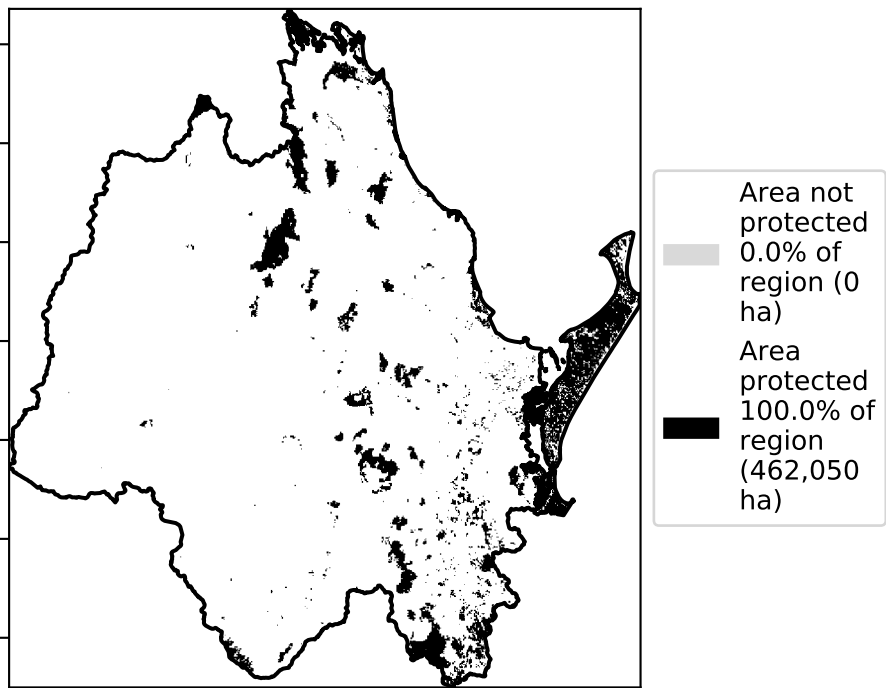 Area not
protected
0.0% of
region (0
ha)
Area
protected
100.0% of
region
(462,050
ha)